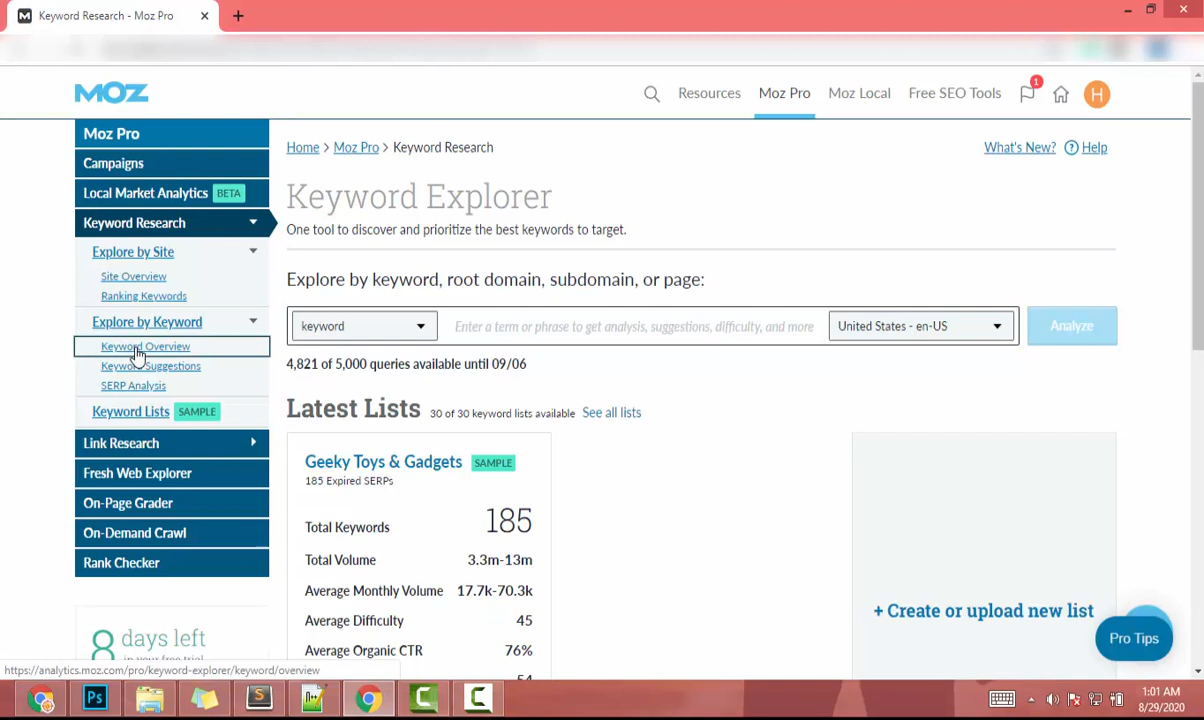 Keyword Research - Moz Pro
MOZ
Resources
Moz Pro
Moz Local
Free SEO Tools
1
H
Moz Pro
Campaigns
Local Market Analytics BETA
Keyword Research
Explore by Site
Site Overview
Ranking Keywords
Explore by Keyword
Keyword Overview
Keyword Suggestions
SERP Analysis
Keyword Lists SAMPLE
Link Research
Fresh Web Explorer
On-Page Grader
On-Demand Crawl
Rank Checker
8 days left
in your free trial
Home > Moz Pro > Keyword Research
What's New? ? Help
Keyword Explorer
One tool to discover and prioritize the best keywords to target.
Explore by keyword, root domain, subdomain, or page:
keyword
Enter a term or phrase to get analysis, suggestions, difficulty, and more
United States - en-US
Analyze
4,821 of 5,000 queries available until 09/06
Latest Lists 30 of 30 keyword lists available See all lists
Geeky Toys & Gadgets SAMPLE
185 Expired SERPs
Total Keywords 185
Total Volume 3.3m-13m
Average Monthly Volume 17.7k-70.3k
Average Difficulty 45
Average Organic CTR 76%
+ Create or upload new list
Pro Tips
https://analytics.moz.com/pro/keyword-explorer/keyword/overview
Ps
S
C
C
1:01 AM
8/29/2020